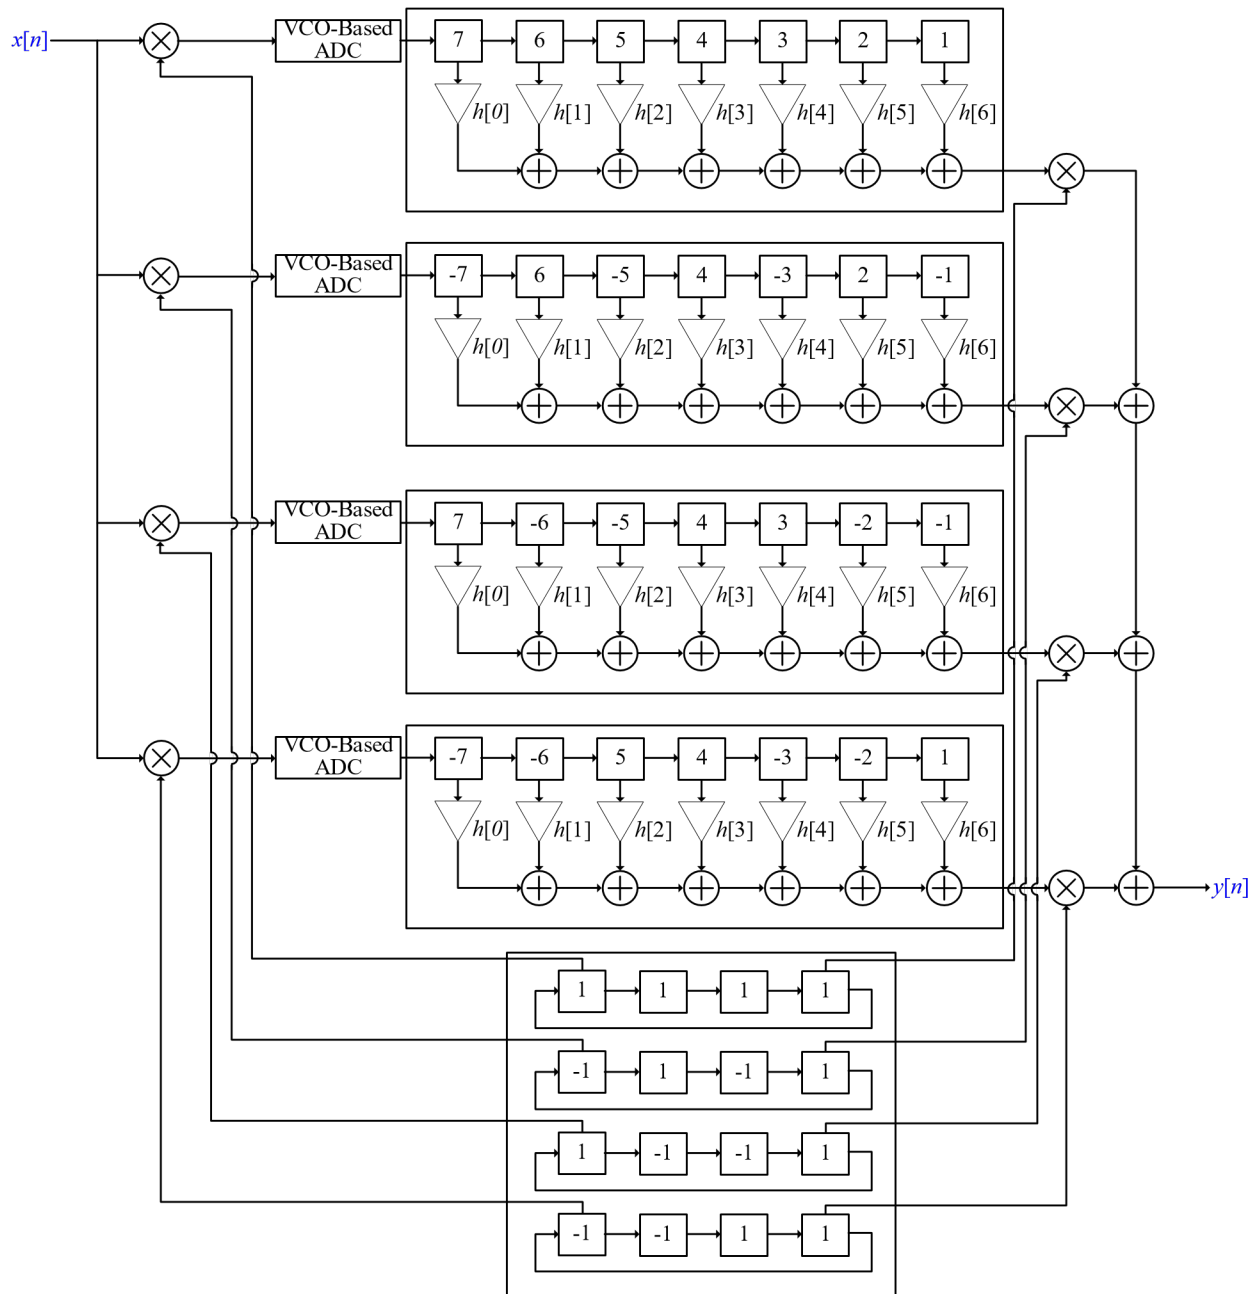 x[n]
VCO-Based
ADC
7 6 5 4 3 2 1
h[0] h[1] h[2] h[3] h[4] h[5] h[6]
VCO-Based
ADC
-7 6 -5 4 -3 2 -1
h[0] h[1] h[2] h[3] h[4] h[5] h[6]
VCO-Based
ADC
7 -6 -5 4 3 -2 -1
h[0] h[1] h[2] h[3] h[4] h[5] h[6]
VCO-Based
ADC
-7 -6 5 4 -3 -2 1
h[0] h[1] h[2] h[3] h[4] h[5] h[6]
y[n]
1 1 1 1
-1 1 -1 1
1 -1 -1 1
-1 -1 1 1